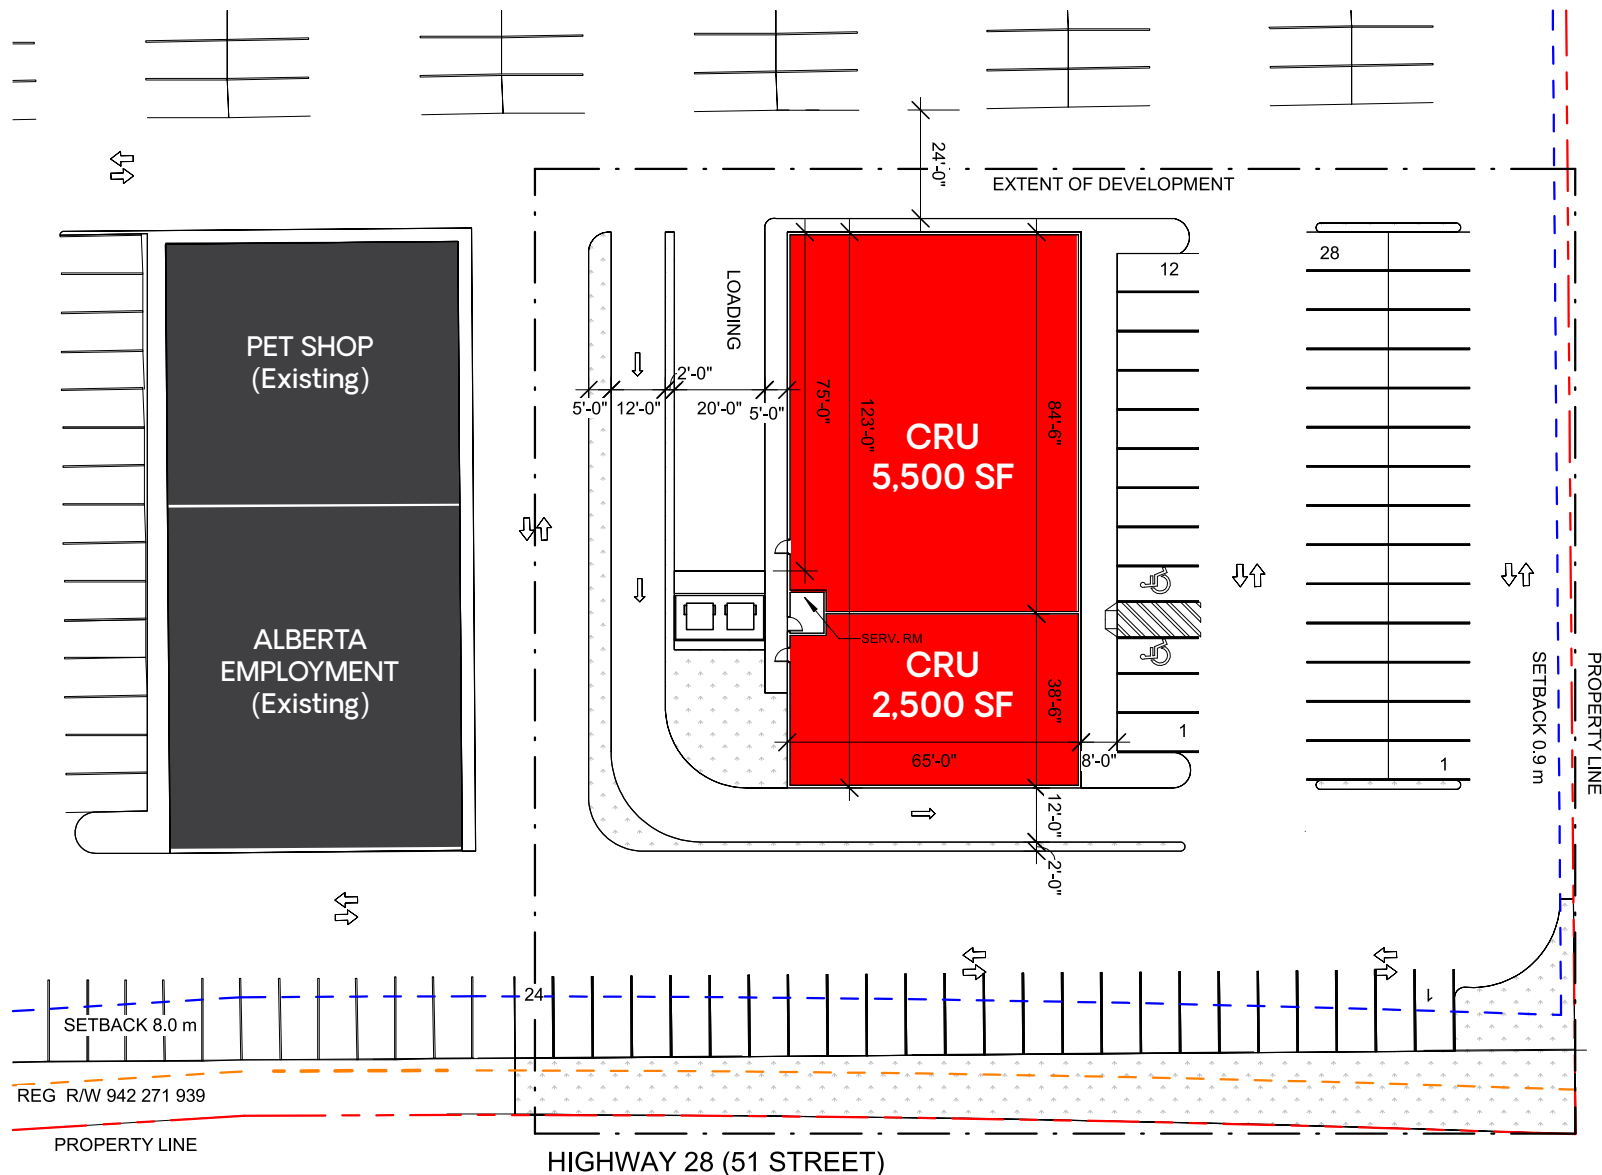 24'-0"
EXTENT OF DEVELOPMENT
PET SHOP
(Existing)
ALBERTA
EMPLOYMENT
(Existing)
LOADING
5'-0"
12'-0"
2'-0"
20'-0"
5'-0"
75'-0"
123'-0"
84'-6"
CRU
5,500 SF
SERV. RM
CRU
2,500 SF
38'-6"
65'-0"
8'-0"
12'-0"
2'-0"
12
1
28
1
SETBACK 0.9 m
PROPERTY LINE
24
1
SETBACK 8.0 m
REG R/W 942 271 939
PROPERTY LINE
HIGHWAY 28 (51 STREET)